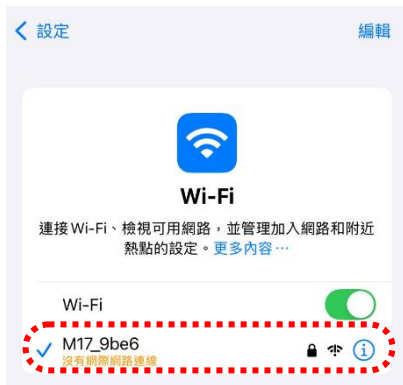 設定
編輯
Wi-Fi
連接 Wi-Fi、檢視可用網路，並管理加入網路和附近
熱點的設定。更多內容⋯
Wi-Fi
M17_9be6
沒有網際網路連線